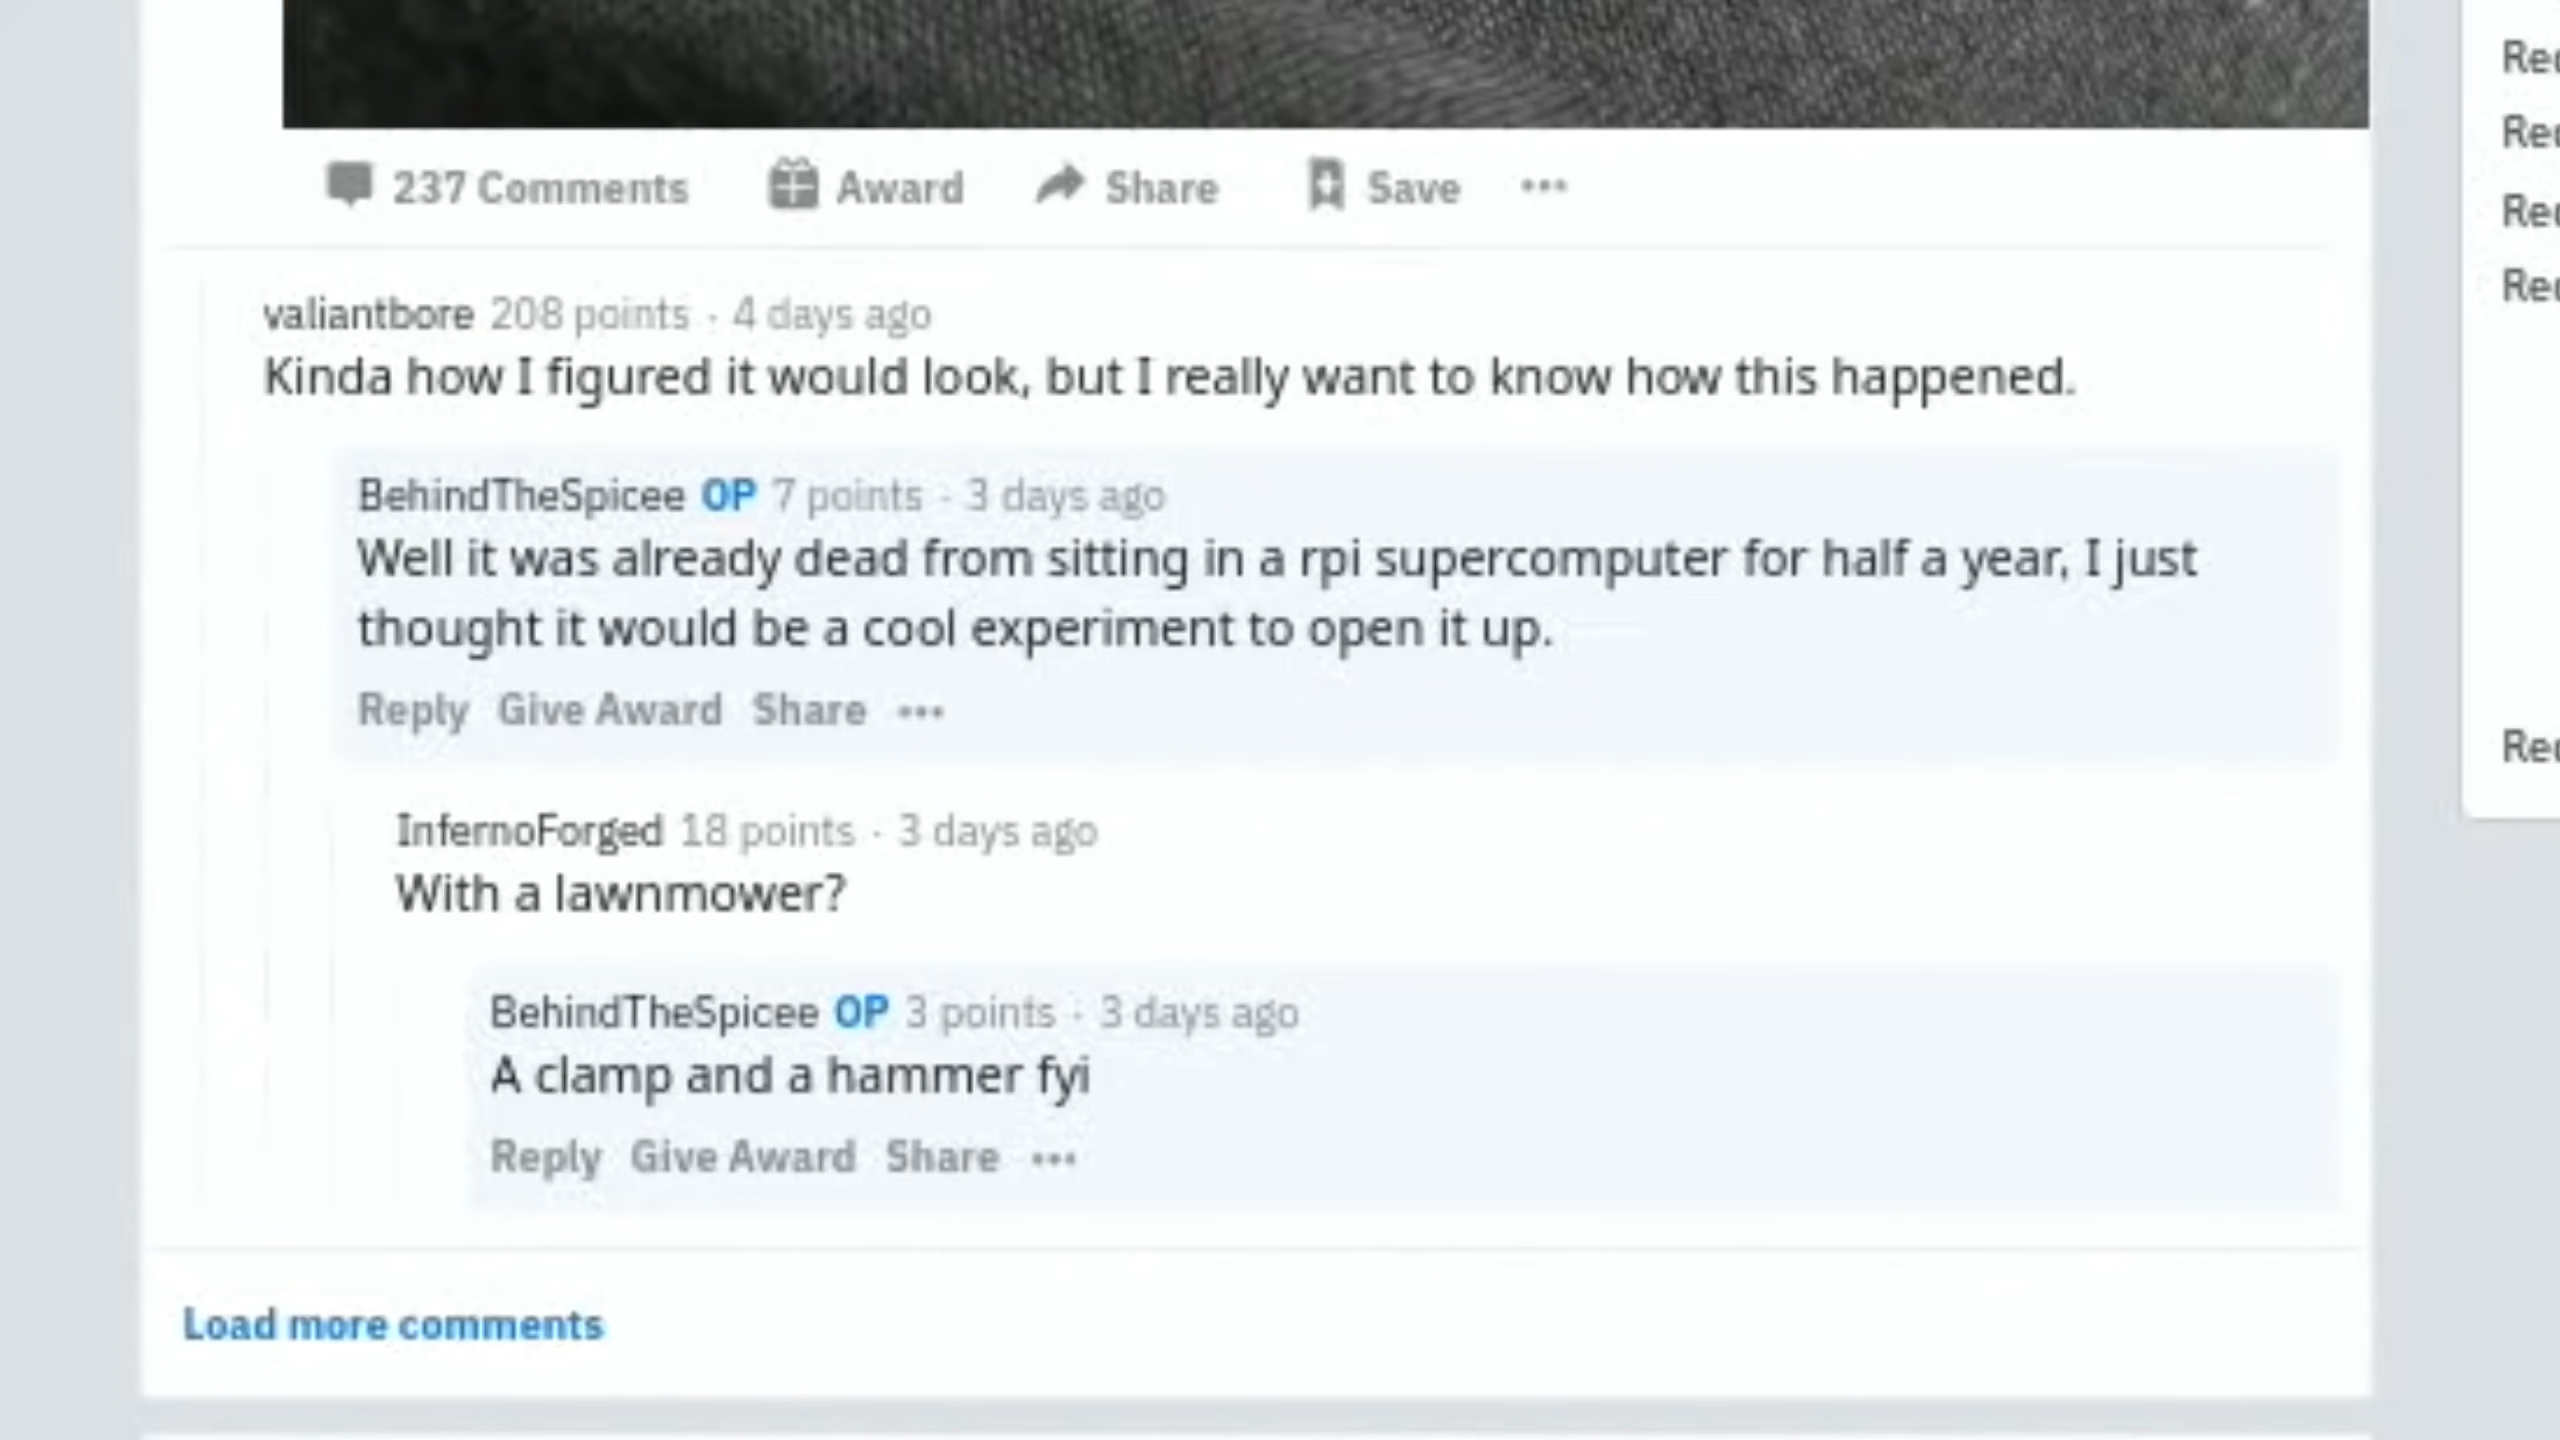 237 Comments Award Share Save
valiantbore 208 points · 4 days ago
Kinda how I figured it would look, but I really want to know how this happened.
BehindTheSpicee OP 7 points · 3 days ago
Well it was already dead from sitting in a rpi supercomputer for half a year, I just
thought it would be a cool experiment to open it up.
Reply Give Award Share
InfernoForged 18 points · 3 days ago
With a lawnmower?
BehindTheSpicee OP 3 points · 3 days ago
A clamp and a hammer fyi
Reply Give Award Share
Load more comments